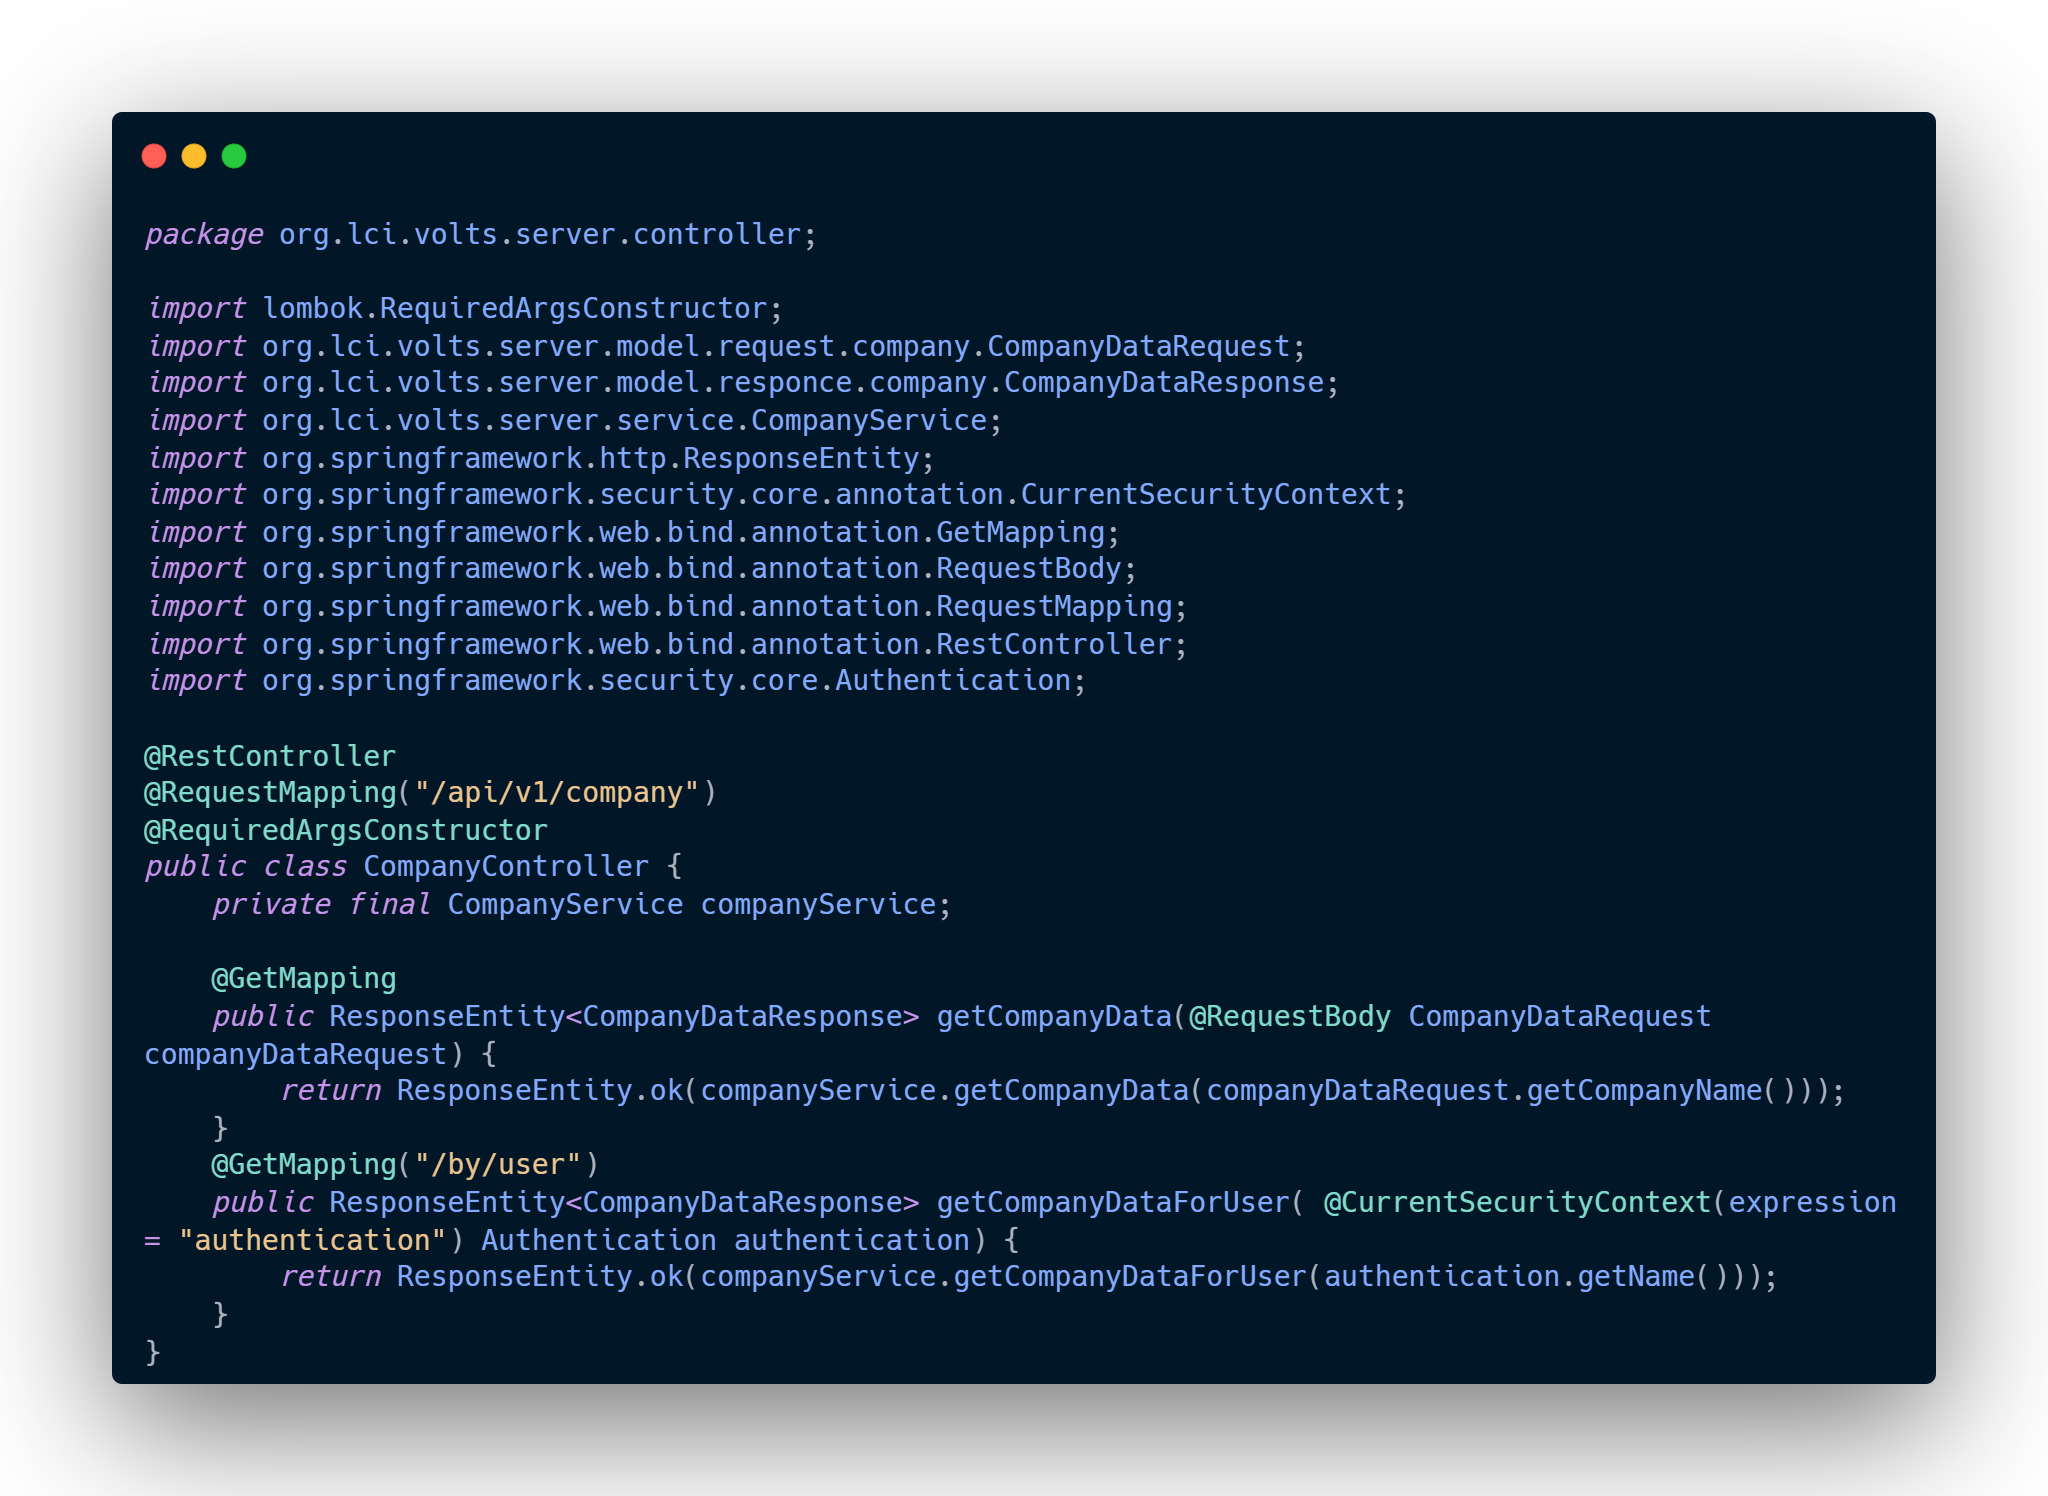 package org.lci.volts.server.controller;

import lombok.RequiredArgsConstructor;
import org.lci.volts.server.model.request.company.CompanyDataRequest;
import org.lci.volts.server.model.responce.company.CompanyDataResponse;
import org.lci.volts.server.service.CompanyService;
import org.springframework.http.ResponseEntity;
import org.springframework.security.core.annotation.CurrentSecurityContext;
import org.springframework.web.bind.annotation.GetMapping;
import org.springframework.web.bind.annotation.RequestBody;
import org.springframework.web.bind.annotation.RequestMapping;
import org.springframework.web.bind.annotation.RestController;
import org.springframework.security.core.Authentication;

@RestController
@RequestMapping("/api/v1/company")
@RequiredArgsConstructor
public class CompanyController {
    private final CompanyService companyService;

    @GetMapping
    public ResponseEntity<CompanyDataResponse> getCompanyData(@RequestBody CompanyDataRequest
companyDataRequest) {
        return ResponseEntity.ok(companyService.getCompanyData(companyDataRequest.getCompanyName()));
    }
    @GetMapping("/by/user")
    public ResponseEntity<CompanyDataResponse> getCompanyDataForUser( @CurrentSecurityContext(expression
= "authentication") Authentication authentication) {
        return ResponseEntity.ok(companyService.getCompanyDataForUser(authentication.getName()));
    }
}